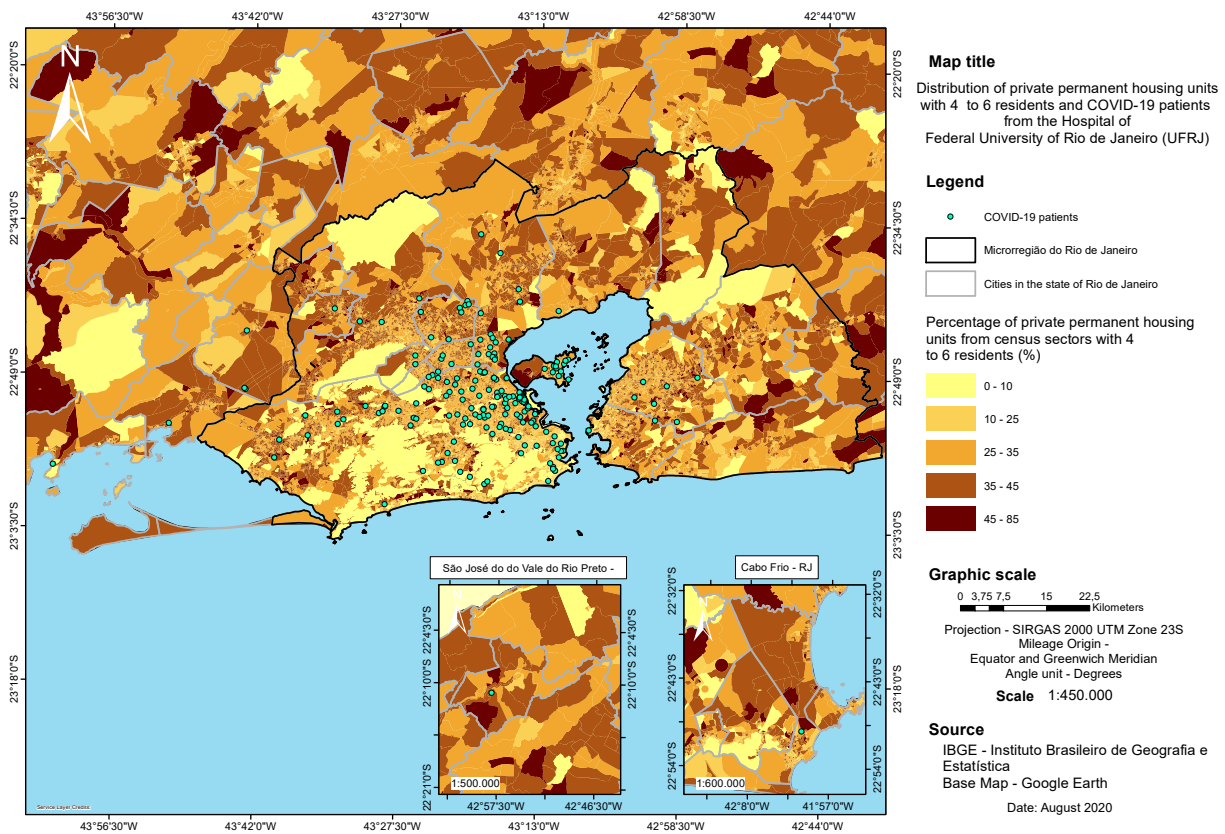 43°56'30"W 43°42'0"W 43°27'30"W 43°13'0"W 42°58'30"W 42°44'0"W
22°20'0"S
22°34'30"S
22°49'0"S
23°3'30"S
23°18'0"S
N
22°20'0"S
22°34'30"S
22°49'0"S
23°3'30"S
23°18'0"S
São José do do Vale do Rio Preto -
22°4'30"S
22°10'0"S
22°21'0"S
22°4'30"S
22°10'0"S
1:500.000
42°57'30"W 42°46'30"W
Cabo Frio - RJ
22°32'0"S
22°43'0"S
22°54'0"S
22°32'0"S
22°43'0"S
22°54'0"S
1:600.000
42°8'0"W 41°57'0"W
Service Layer Credits:
43°56'30"W 43°42'0"W 43°27'30"W 43°13'0"W 42°58'30"W 42°44'0"W
Map title
Distribution of private permanent housing units
with 4 to 6 residents and COVID-19 patients
from the Hospital of
Federal University of Rio de Janeiro (UFRJ)
Legend
COVID-19 patients
Microrregião do Rio de Janeiro
Cities in the state of Rio de Janeiro
Percentage of private permanent housing
units from census sectors with 4
to 6 residents (%)
0 - 10
10 - 25
25 - 35
35 - 45
45 - 85
Graphic scale
0 3,75 7,5 15 22,5
Kilometers
Projection - SIRGAS 2000 UTM Zone 23S
Mileage Origin -
Equator and Greenwich Meridian
Angle unit - Degrees
Scale 1:450.000
Source
IBGE - Instituto Brasileiro de Geografia e
Estatística
Base Map - Google Earth
Date: August 2020